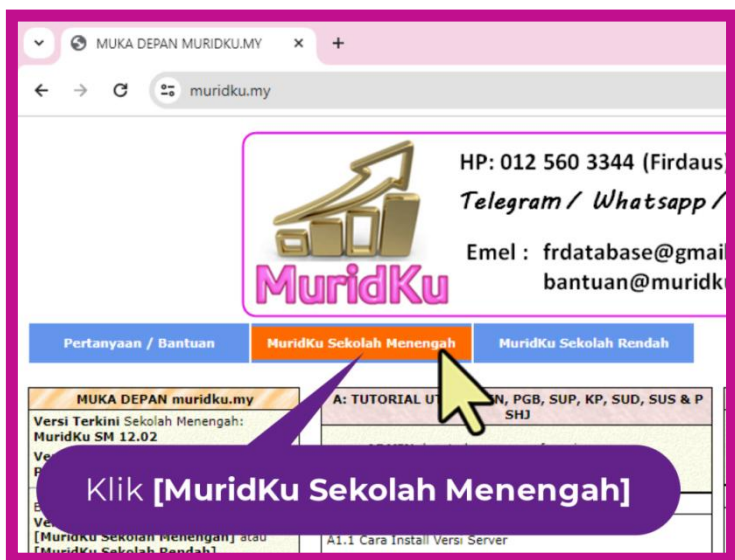 MUKA DEPAN MURIDKU.MY
muridku.my
HP: 012 560 3344 (Firdaus)
Telegram / Whatsapp /
Emel : frdatabase@gmai
bantuan@muridk
MuridKu
Pertanyaan / Bantuan
MuridKu Sekolah Menengah
MuridKu Sekolah Rendah
MUKA DEPAN muridku.my
Versi Terkini Sekolah Menengah:
MuridKu SM 12.02
A: TUTORIAL UT N, PGB, SUP, KP, SUD, SUS & P
SHJ
Klik [MuridKu Sekolah Menengah]
[MuridKu Sekolah Menengah] atau
[MuridKu Sekolah Rendah]
A1.1 Cara Install Versi Server